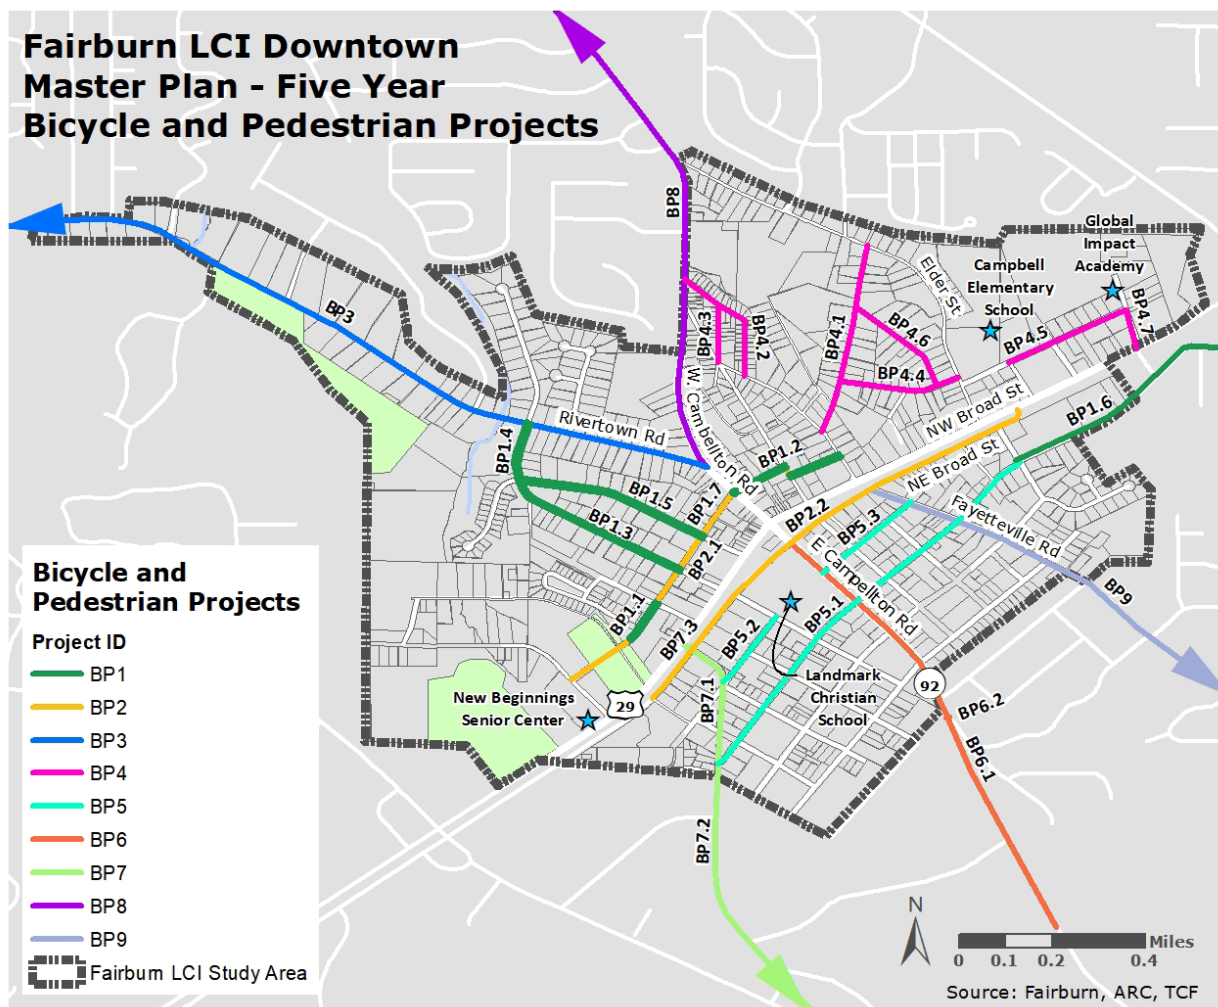 Fairburn LCI Downtown
Master Plan - Five Year
Bicycle and Pedestrian Projects
BP8
Global
Impact
Academy
Campbell
Elementary
School
Elder St
BP3
BP4.3
BP4.2
BP4.1
BP4.6
BP4.4
BP4.5
BP4.7
W. Cambellton Rd
NW Broad St
BP1.6
Rivertown Rd
BP1.4
BP1.2
NE Broad St
BP1.5
BP1.7
BP1.3
BP2.2
BP5.3
Fayetteville Rd
BP2.1
E Campellton Rd
BP9
BP1.1
BP7.3
BP5.2
BP5.1
Landmark
Christian
School
BP7.1
New Beginnings
Senior Center
29
92
BP6.2
BP6.1
BP7.2
Bicycle and
Pedestrian Projects
Project ID
BP1
BP2
BP3
BP4
BP5
BP6
BP7
BP8
BP9
Fairburn LCI Study Area
N
Miles
0 0.1 0.2 0.4
Source: Fairburn, ARC, TCF